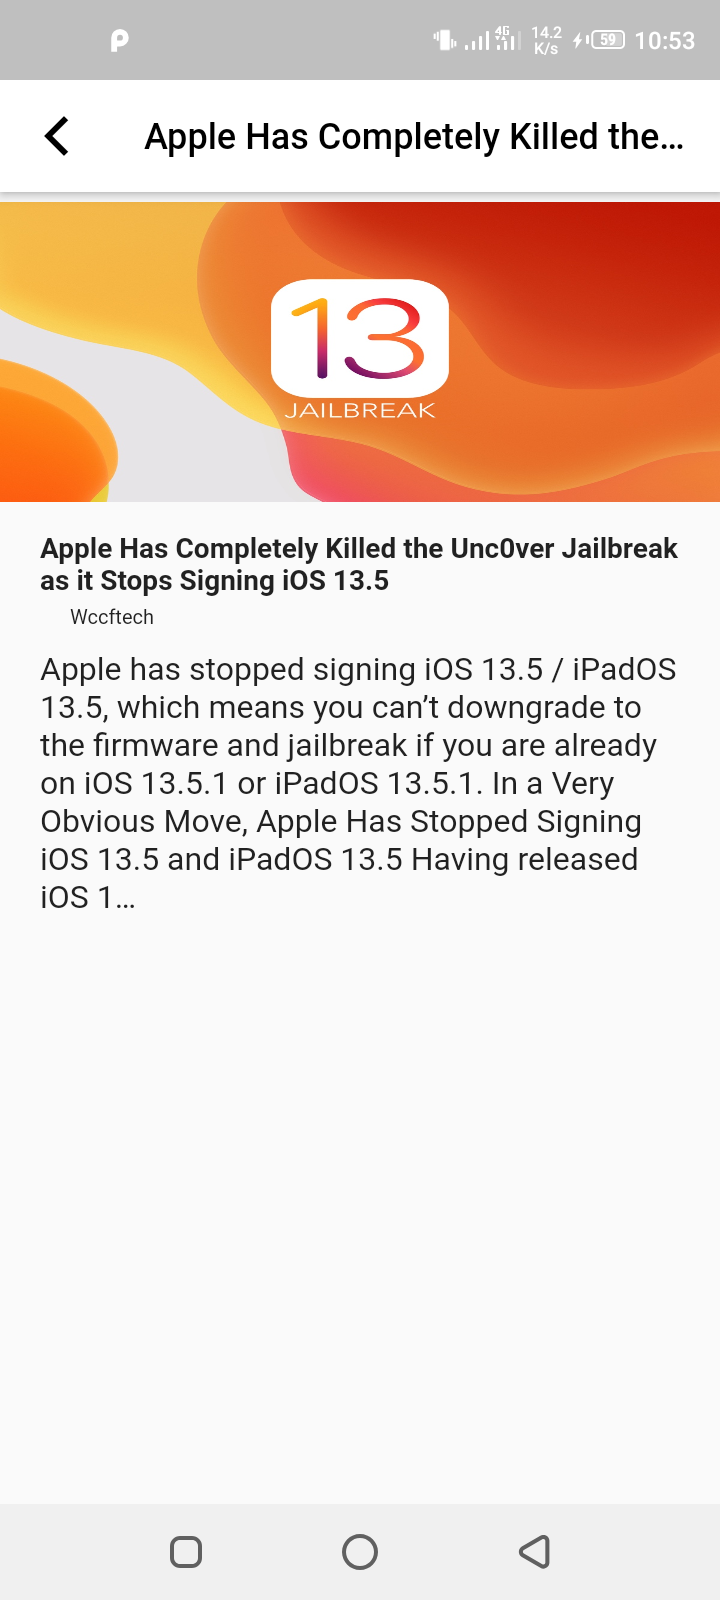 4G 14.2 K/s 59 10:53
Apple Has Completely Killed the...
13
JAILBREAK
Apple Has Completely Killed the Unc0ver Jailbreak
as it Stops Signing iOS 13.5
Wccftech
Apple has stopped signing iOS 13.5 / iPadOS
13.5, which means you can’t downgrade to
the firmware and jailbreak if you are already
on iOS 13.5.1 or iPadOS 13.5.1. In a Very
Obvious Move, Apple Has Stopped Signing
iOS 13.5 and iPadOS 13.5 Having released
iOS 1…